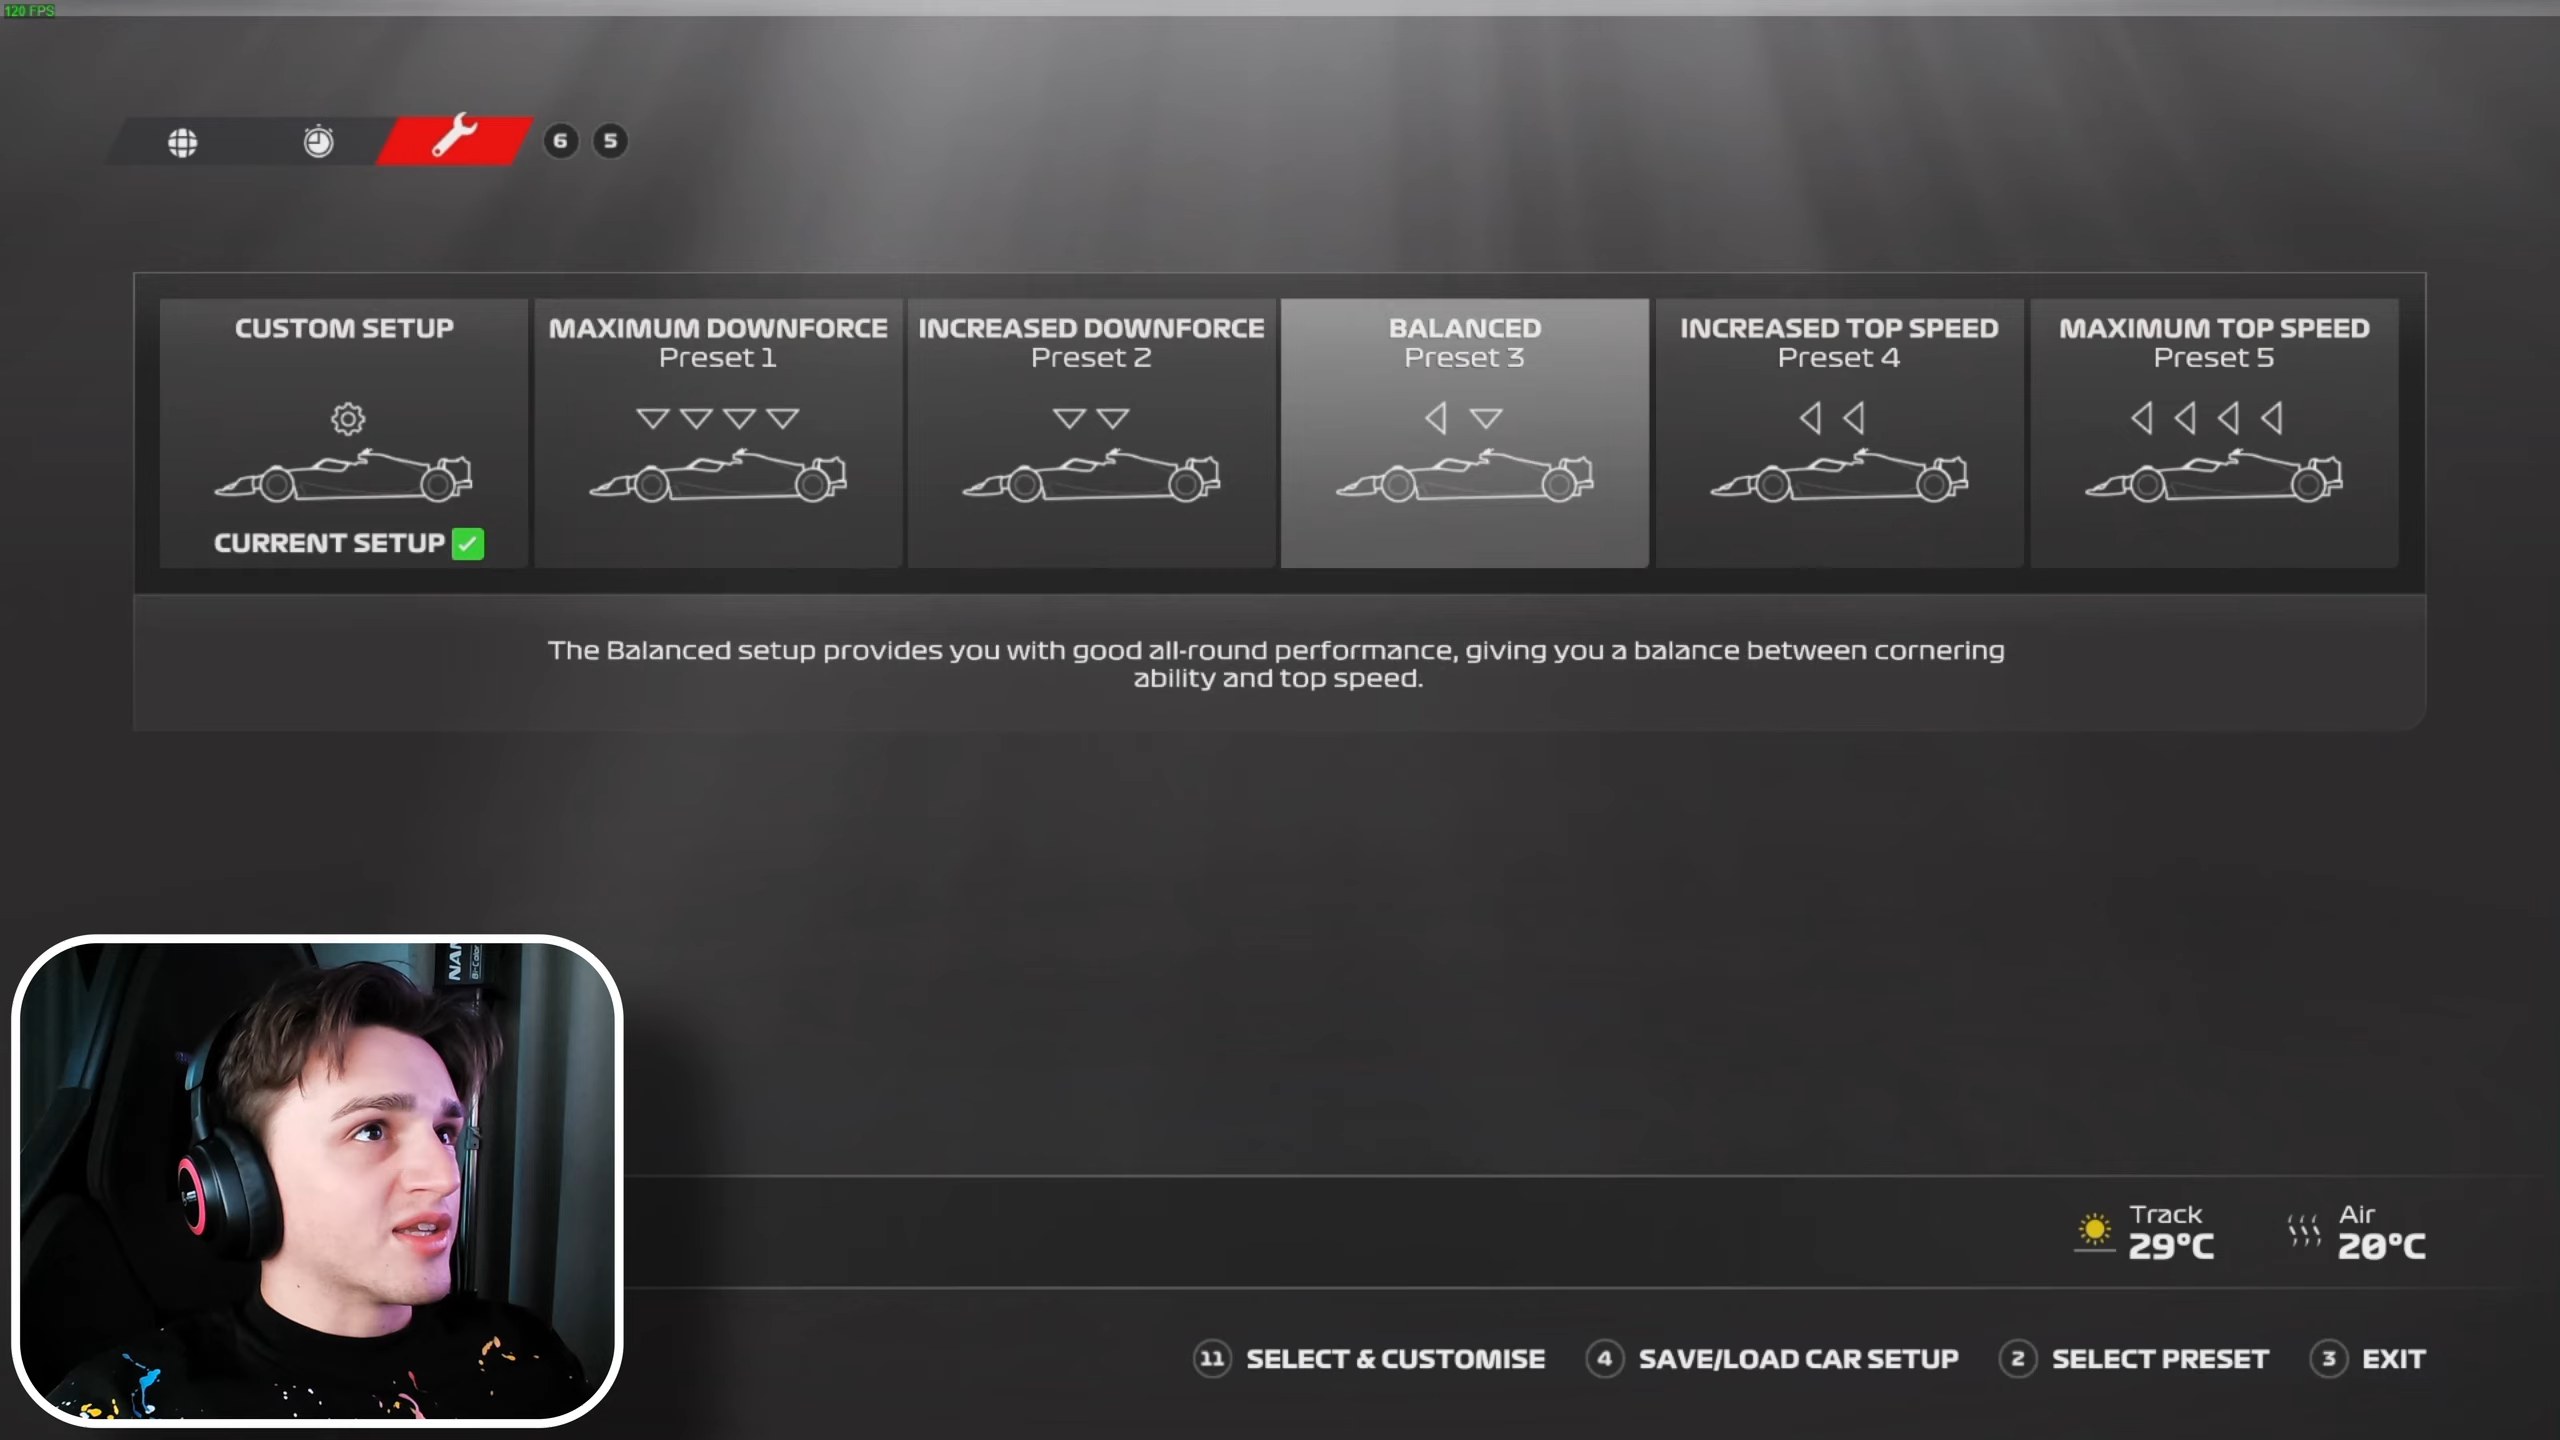 120 FPS
6 5
CUSTOM SETUP
CURRENT SETUP
MAXIMUM DOWNFORCE
Preset 1
INCREASED DOWNFORCE
Preset 2
BALANCED
Preset 3
INCREASED TOP SPEED
Preset 4
MAXIMUM TOP SPEED
Preset 5
The Balanced setup provides you with good all-round performance, giving you a balance between cornering
ability and top speed.
NAN
Bi-Color
Track
29°C
Air
20°C
11 SELECT & CUSTOMISE
4 SAVE/LOAD CAR SETUP
2 SELECT PRESET
3 EXIT